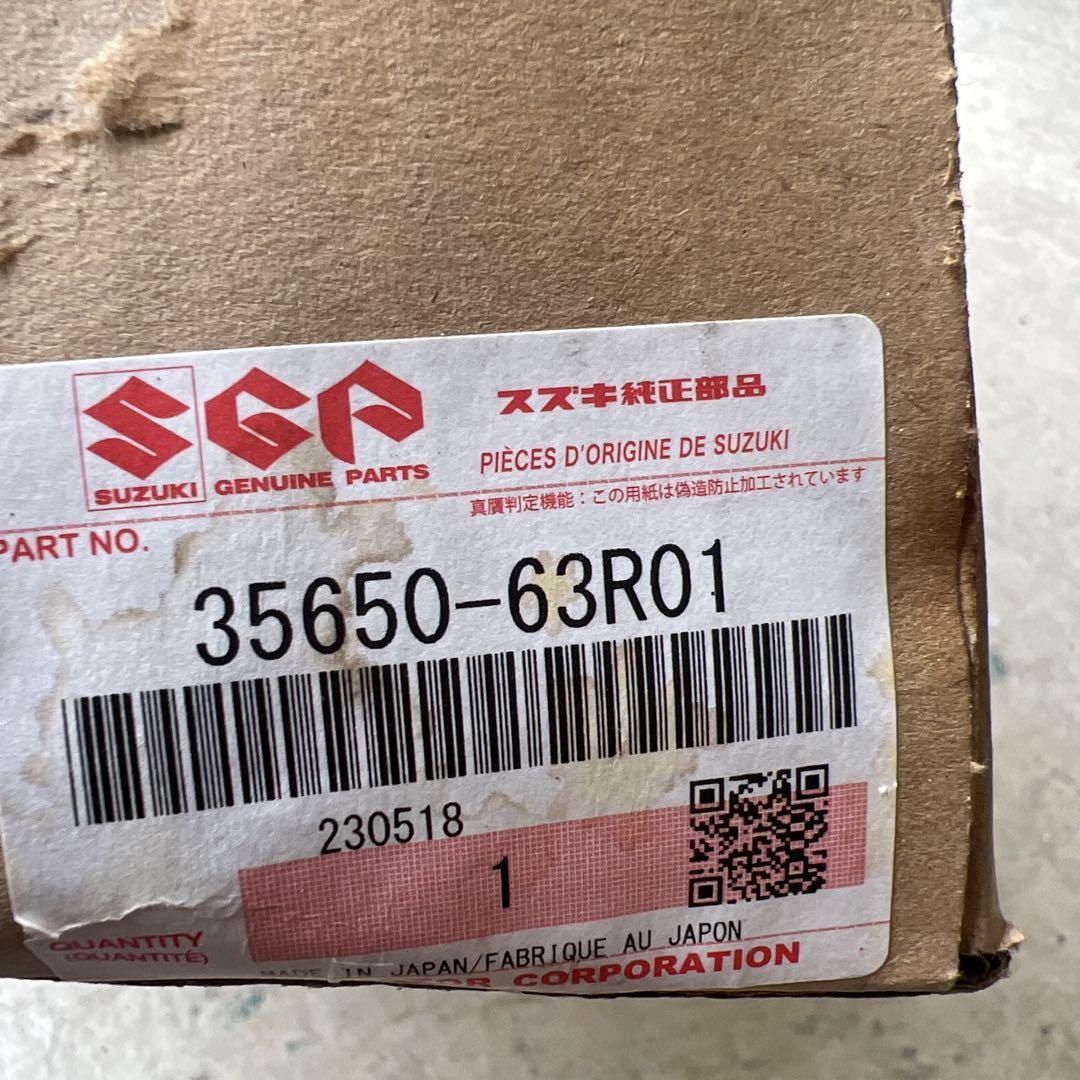 SGP
SUZUKI GENUINE PARTS
スズキ純正部品
PIÈCES D'ORIGINE DE SUZUKI
真贋判定機能：この用紙は偽造防止加工されています
PART NO.
35650-63R01
230518
1
QUANTITY
(QUANTITÉ)
MADE IN JAPAN/FABRIQUE AU JAPON
CORPORATION